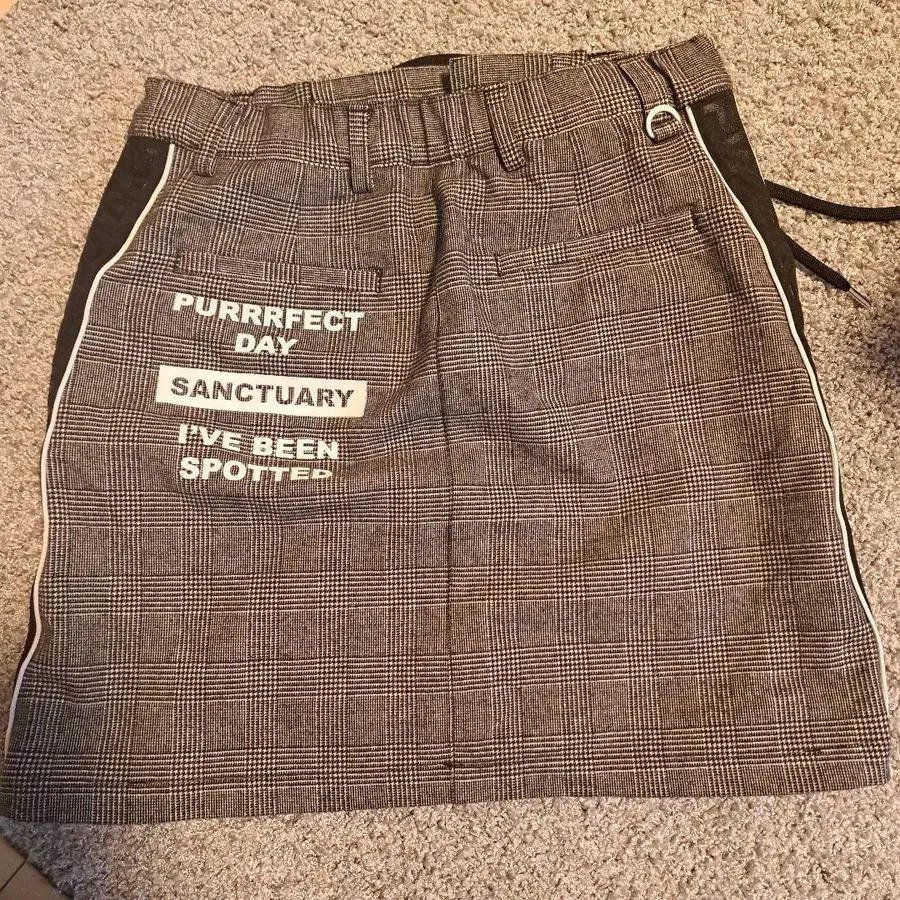 PURRRFECT
DAY
SANCTUARY
I'VE BEEN
SPOTTED